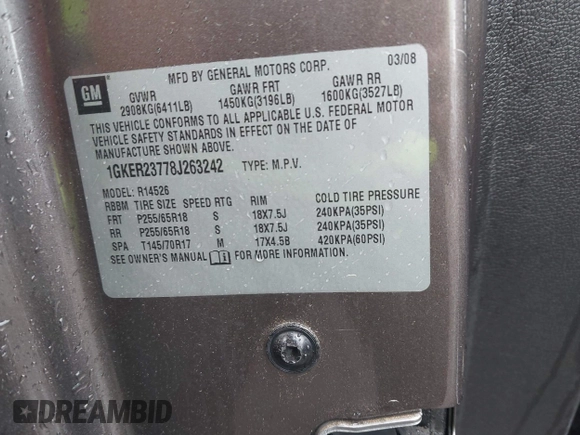 MFD BY GENERAL MOTORS CORP. 03/08
GM
GVWR GAWR FRT GAWR RR
2908KG(6411LB) 1450KG(3196LB) 1600KG(3527LB)
THIS VEHICLE CONFORMS TO ALL APPLICABLE U.S. FEDERAL MOTOR
VEHICLE SAFETY STANDARDS IN EFFECT ON THE DATE OF
MANUFACTURE SHOWN ABOVE.
1GKER23778J263242 TYPE: M.P.V.
MODEL: R14526
RBBM TIRE SIZE SPEED RTG RIM COLD TIRE PRESSURE
FRT P255/65R18 S 18X7.5J 240KPA(35PSI)
RR P255/65R18 S 18X7.5J 240KPA(35PSI)
SPA T145/70R17 M 17X4.5B 420KPA(60PSI)
SEE OWNER'S MANUAL FOR MORE INFORMATION
DREAMBID